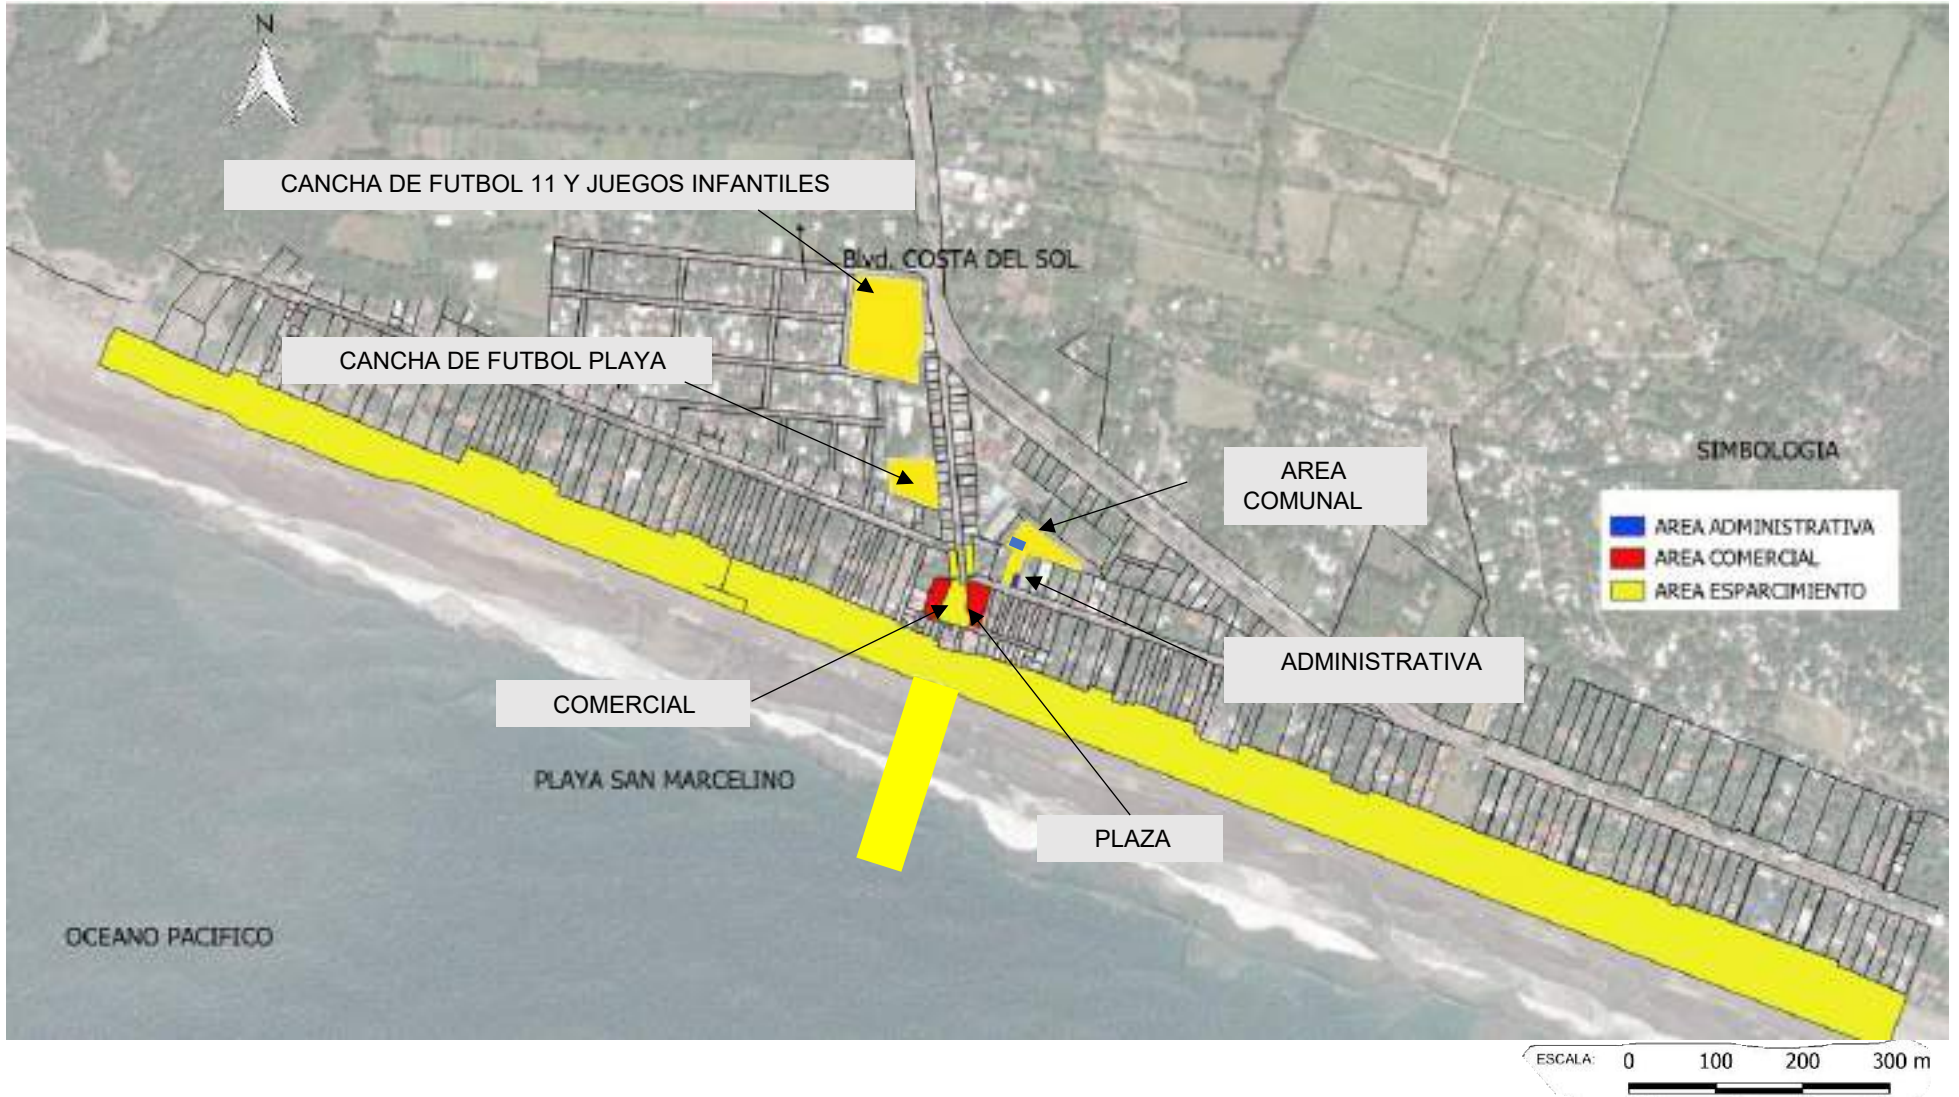 N
CANCHA DE FUTBOL 11 Y JUEGOS INFANTILES
Blvd. COSTA DEL SOL
CANCHA DE FUTBOL PLAYA
AREA
COMUNAL
SIMBOLOGIA
AREA ADMINISTRATIVA
AREA COMERCIAL
AREA ESPARCIMIENTO
ADMINISTRATIVA
COMERCIAL
PLAYA SAN MARCELINO
PLAZA
OCEANO PACIFICO
ESCALA: 0 100 200 300 m